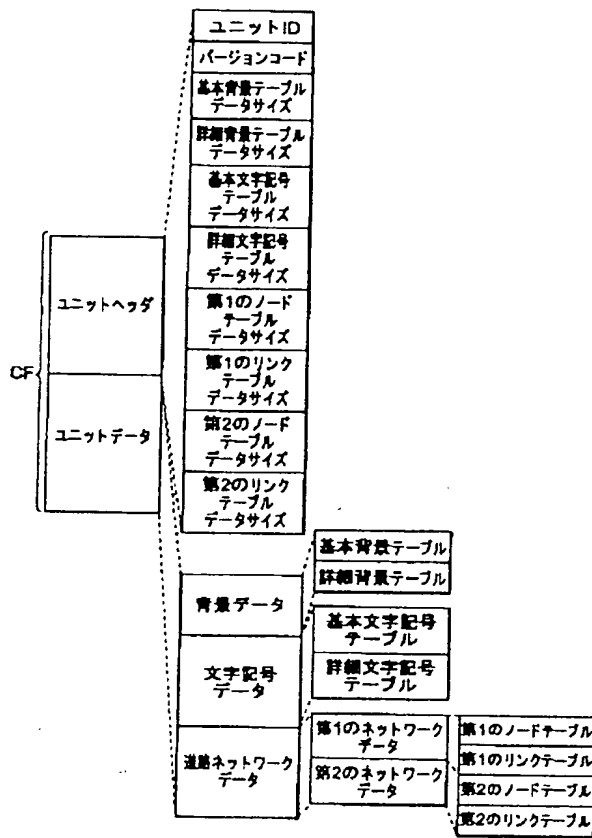 ユニットID
バージョンコード
基本背景テーブル
データサイズ
詳細背景テーブル
データサイズ
基本文字記号
テーブル
データサイズ
詳細文字記号
テーブル
データサイズ
第1のノード
テーブル
データサイズ
第1のリンク
テーブル
データサイズ
第2のノード
テーブル
データサイズ
第2のリンク
テーブル
データサイズ
CF
ユニットヘッダ
ユニットデータ
背景データ
文字記号
データ
道路ネットワーク
データ
基本背景テーブル
詳細背景テーブル
基本文字記号
テーブル
詳細文字記号
テーブル
第1のネットワーク
データ
第2のネットワーク
データ
第1のノードテーブル
第1のリンクテーブル
第2のノードテーブル
第2のリンクテーブル